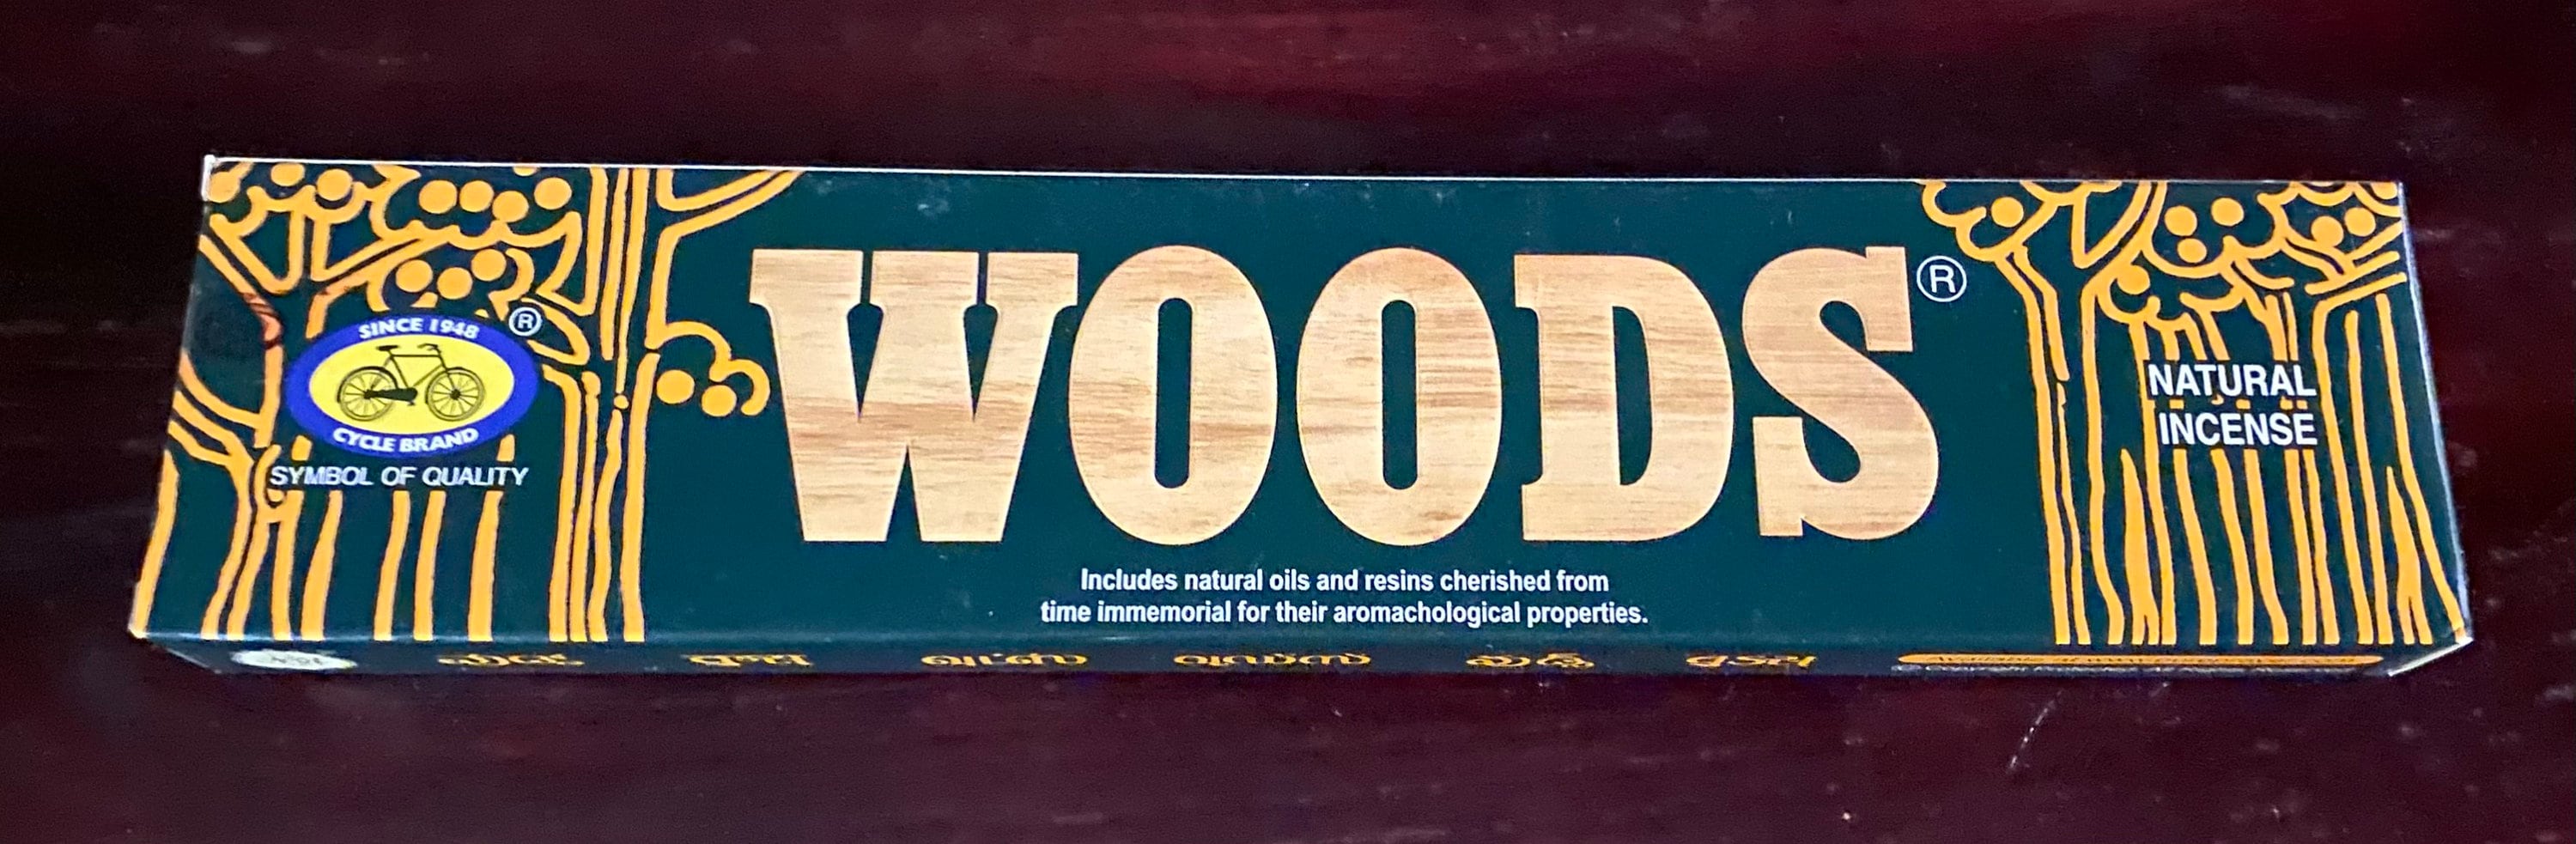 SINCE 1948
CYCLE BRAND
®
SYMBOL OF QUALITY
WOODS®
Includes natural oils and resins cherished from
time immemorial for their aromachological properties.
NATURAL
INCENSE